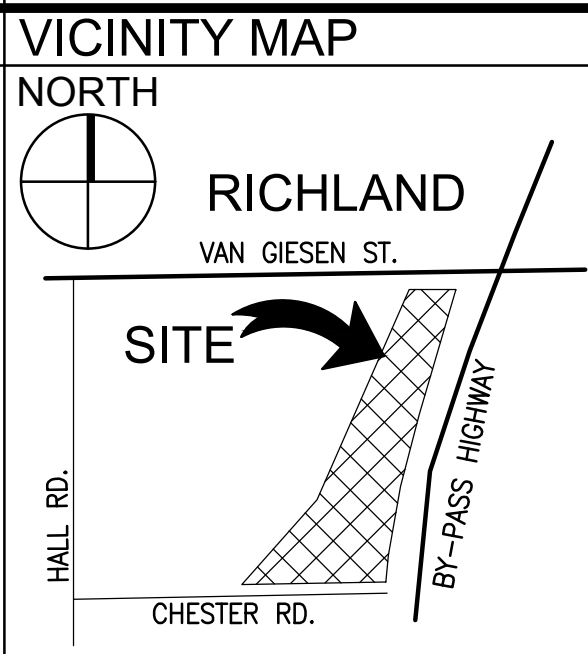 VICINITY MAP
NORTH
RICHLAND
VAN GIESEN ST.
SITE
HALL RD.
BY-PASS HIGHWAY
CHESTER RD.